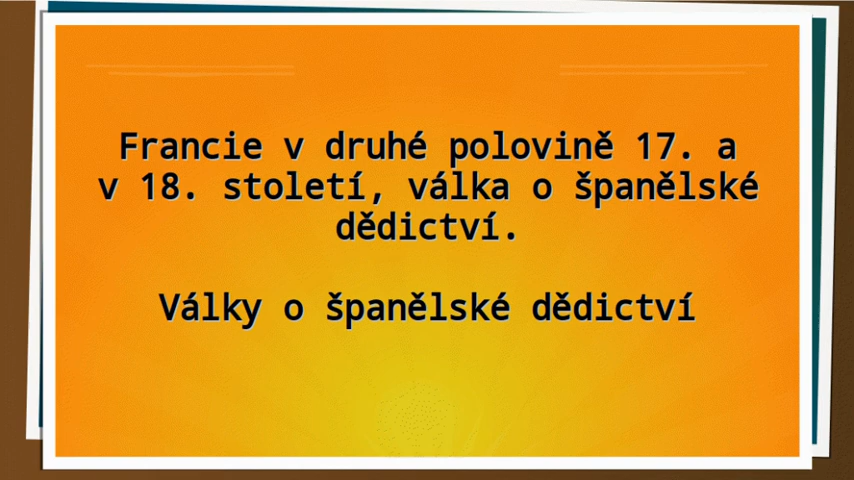 Francie v druhé polovině 17. a
v 18. století, válka o španělské
dědictví.
Války o španělské dědictví